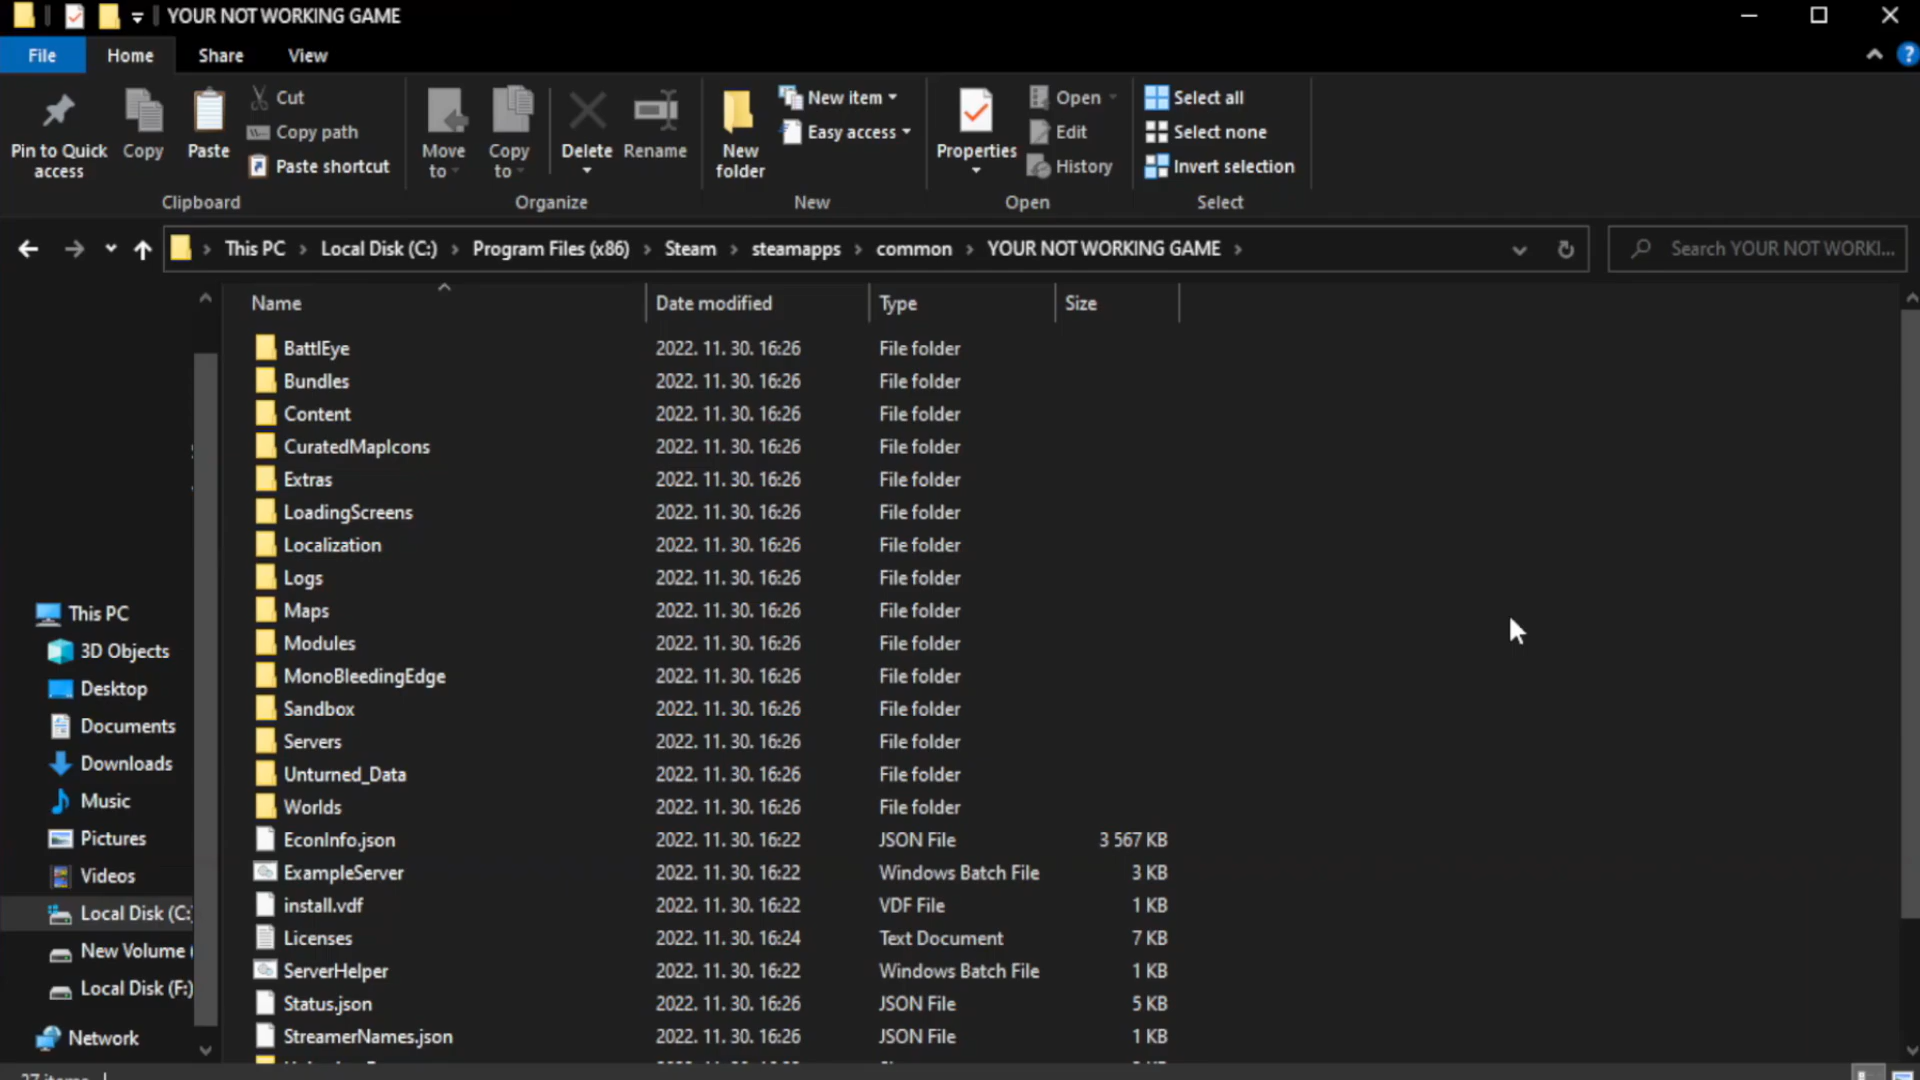 YOUR NOT WORKING GAME
File Home Share View
Pin to Quick access
Copy
Paste
Cut
Copy path
Paste shortcut
Clipboard
Move to
Copy to
Delete
Rename
Organize
New folder
New item
Easy access
New
Properties
Open
Edit
History
Open
Select all
Select none
Invert selection
Select
This PC > Local Disk (C:) > Program Files (x86) > Steam > steamapps > common > YOUR NOT WORKING GAME >
Search YOUR NOT WORKI...
This PC
3D Objects
Desktop
Documents
Downloads
Music
Pictures
Videos
Local Disk (C:
New Volume (
Local Disk (F:)
Network
Name Date modified Type Size
BattlEye 2022. 11. 30. 16:26 File folder
Bundles 2022. 11. 30. 16:26 File folder
Content 2022. 11. 30. 16:26 File folder
CuratedMapIcons 2022. 11. 30. 16:26 File folder
Extras 2022. 11. 30. 16:26 File folder
LoadingScreens 2022. 11. 30. 16:26 File folder
Localization 2022. 11. 30. 16:26 File folder
Logs 2022. 11. 30. 16:26 File folder
Maps 2022. 11. 30. 16:26 File folder
Modules 2022. 11. 30. 16:26 File folder
MonoBleedingEdge 2022. 11. 30. 16:26 File folder
Sandbox 2022. 11. 30. 16:26 File folder
Servers 2022. 11. 30. 16:26 File folder
Unturned_Data 2022. 11. 30. 16:26 File folder
Worlds 2022. 11. 30. 16:26 File folder
EconInfo.json 2022. 11. 30. 16:22 JSON File 3 567 KB
ExampleServer 2022. 11. 30. 16:22 Windows Batch File 3 KB
install.vdf 2022. 11. 30. 16:22 VDF File 1 KB
Licenses 2022. 11. 30. 16:24 Text Document 7 KB
ServerHelper 2022. 11. 30. 16:22 Windows Batch File 1 KB
Status.json 2022. 11. 30. 16:26 JSON File 5 KB
StreamerNames.json 2022. 11. 30. 16:26 JSON File 1 KB